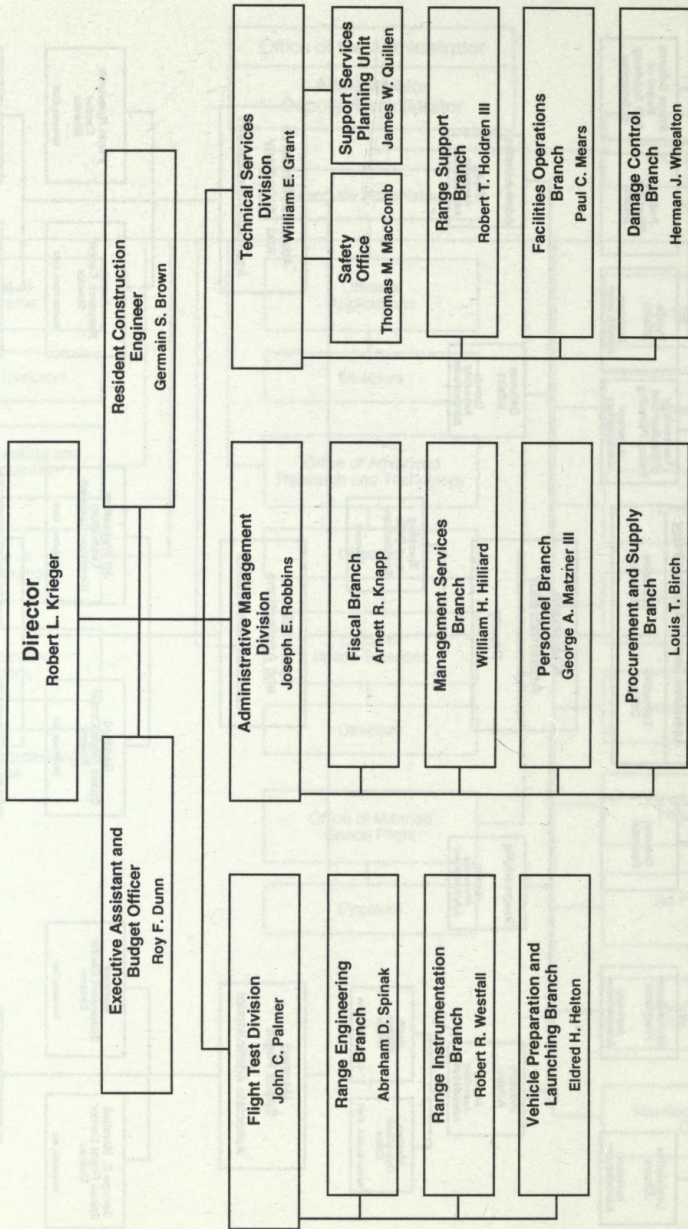 Director
Robert L. Krieger
Executive Assistant and
Budget Officer
Roy F. Dunn
Resident Construction
Engineer
Germain S. Brown
Flight Test Division
John C. Palmer
Range Engineering
Branch
Abraham D. Spinak
Range Instrumentation
Branch
Robert R. Westfall
Vehicle Preparation and
Launching Branch
Eldred H. Helton
Administrative Management
Division
Joseph E. Robbins
Fiscal Branch
Arnett R. Knapp
Management Services
Branch
William H. Hilliard
Personnel Branch
George A. Matzner III
Procurement and Supply
Branch
Louis T. Birch
Technical Services
Division
William E. Grant
Safety
Office
Thomas M. MacComb
Support Services
Planning Unit
James W. Quillen
Range Support
Branch
Robert T. Holdren III
Facilities Operations
Branch
Paul C. Mears
Damage Control
Branch
Herman J. Whealton